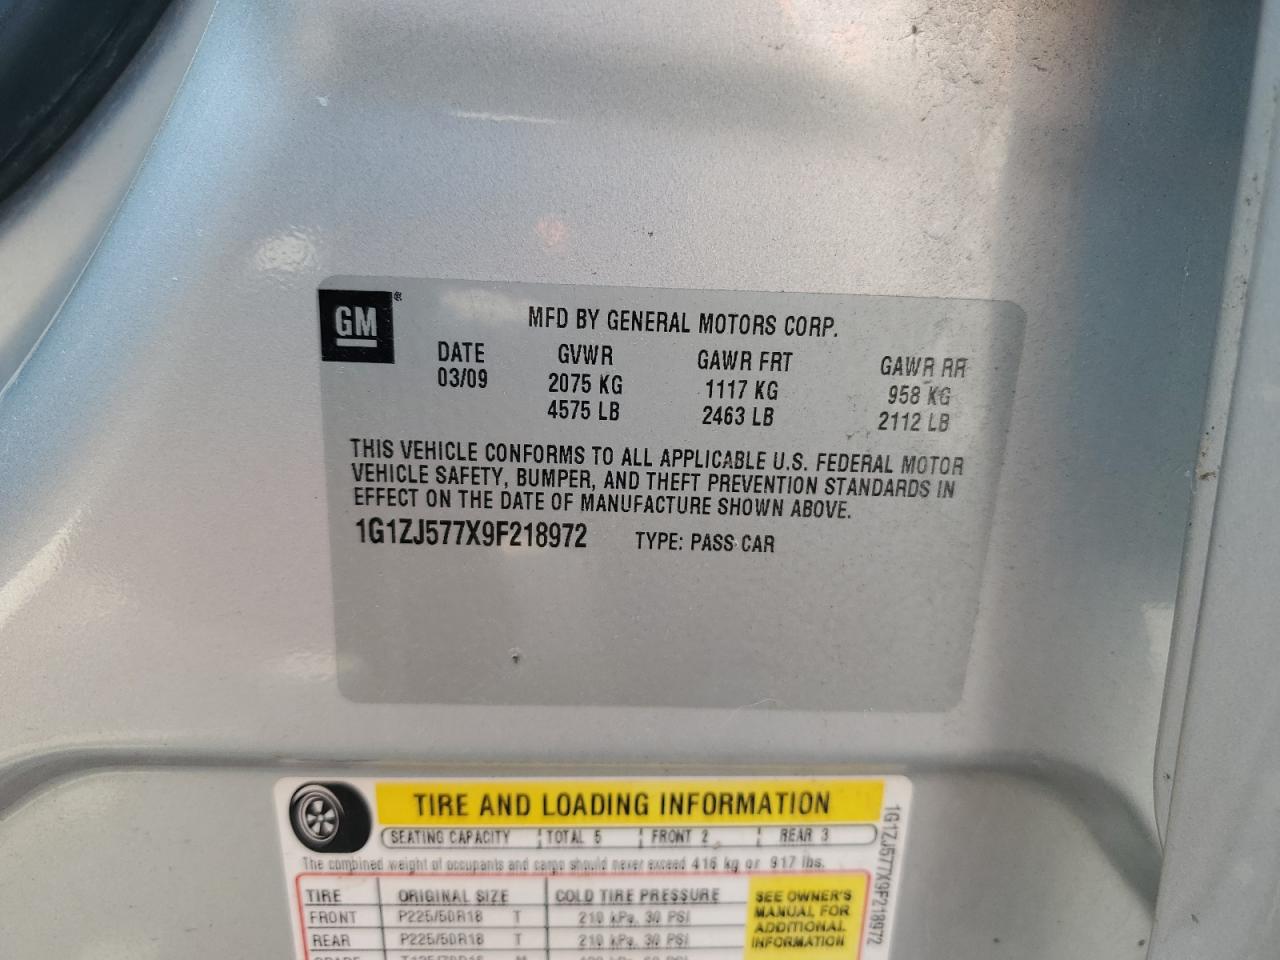 GM®
MFD BY GENERAL MOTORS CORP.
DATE GVWR GAWR FRT GAWR RR
03/09 2075 KG 1117 KG 958 KG
4575 LB 2463 LB 2112 LB
THIS VEHICLE CONFORMS TO ALL APPLICABLE U.S. FEDERAL MOTOR
VEHICLE SAFETY, BUMPER, AND THEFT PREVENTION STANDARDS IN
EFFECT ON THE DATE OF MANUFACTURE SHOWN ABOVE.
1G1ZJ577X9F218972 TYPE: PASS CAR
TIRE AND LOADING INFORMATION
SEATING CAPACITY TOTAL 5 FRONT 2 REAR 3
The combined weight of occupants and cargo should never exceed 416 kg or 917 lbs.
TIRE ORIGINAL SIZE COLD TIRE PRESSURE
FRONT P225/50R18 T 210 kPa, 30 PSI
REAR P225/50R18 T 210 kPa, 30 PSI
SEE OWNER'S
MANUAL FOR
ADDITIONAL
INFORMATION
1G1ZJ577X9F218972